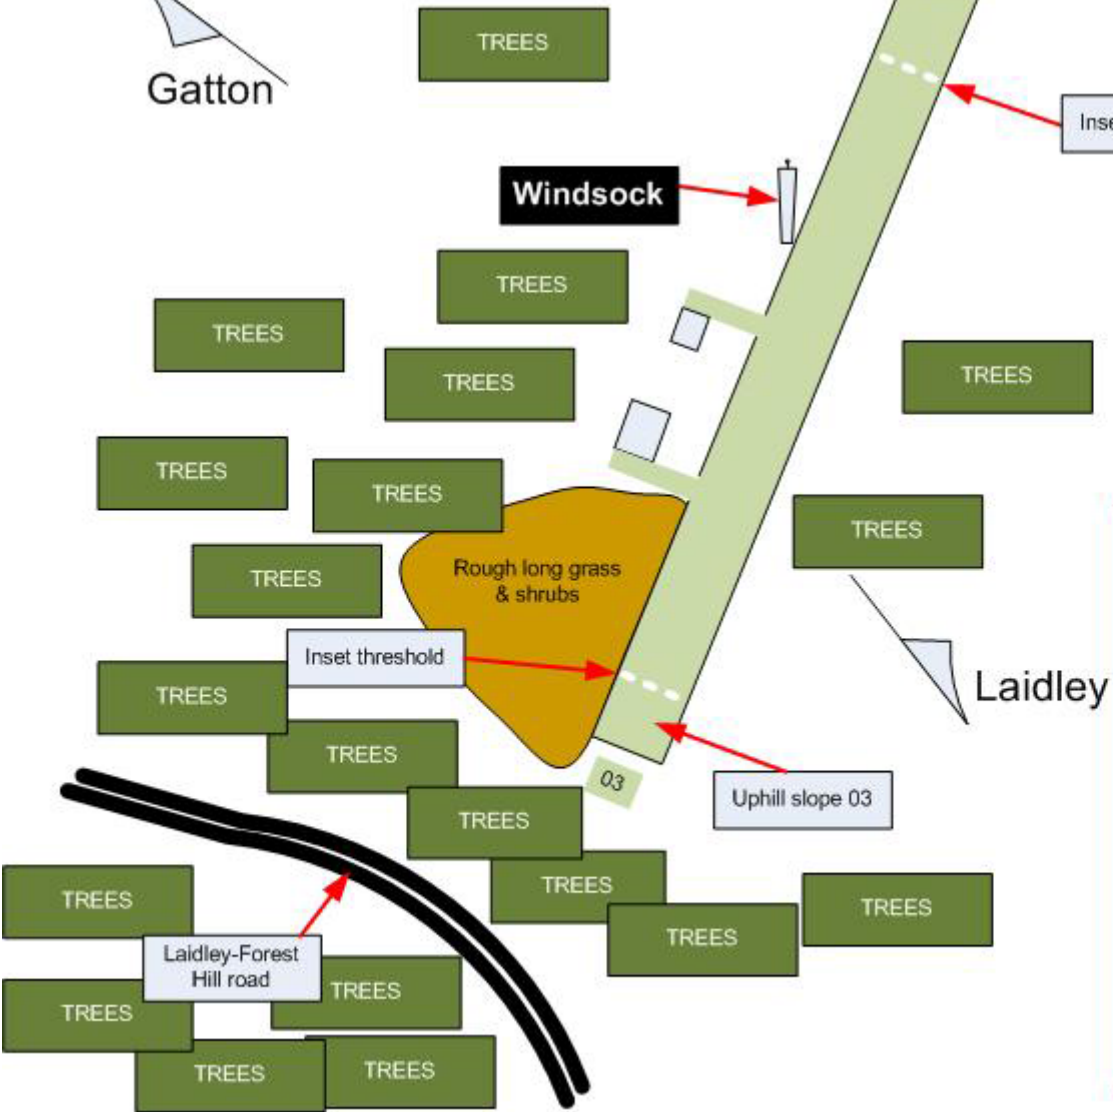 TREES
Gatton
Inse
Windsock
TREES
TREES
TREES
TREES
TREES
TREES
TREES
TREES
Rough long grass
& shrubs
Inset threshold
Laidley
TREES
TREES
03
Uphill slope 03
TREES
TREES
TREES
TREES
TREES
Laidley-Forest
Hill road
TREES
TREES
TREES
TREES